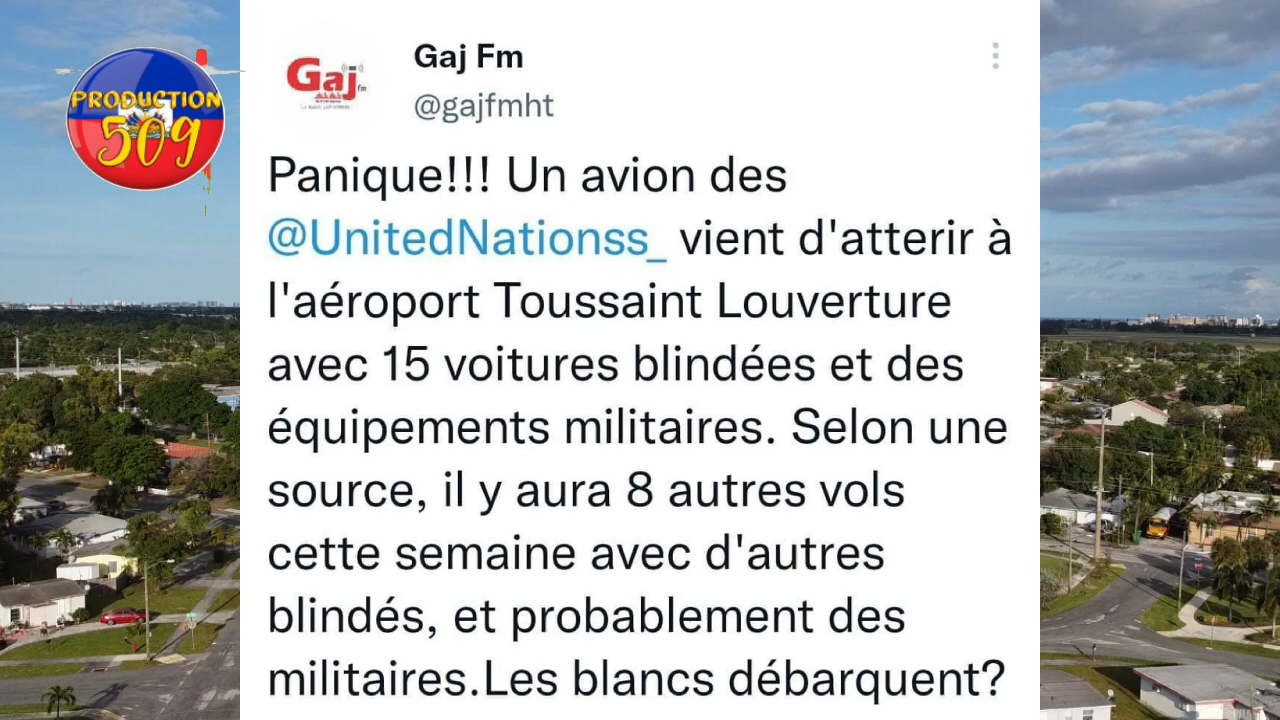 PRODUCTION
509
Gaj
fm
Gaj Fm
@gajfmht
Panique!!! Un avion des
@UnitedNationss_ vient d'atterir à
l'aéroport Toussaint Louverture
avec 15 voitures blindées et des
équipements militaires. Selon une
source, il y aura 8 autres vols
cette semaine avec d'autres
blindés, et probablement des
militaires.Les blancs débarquent?